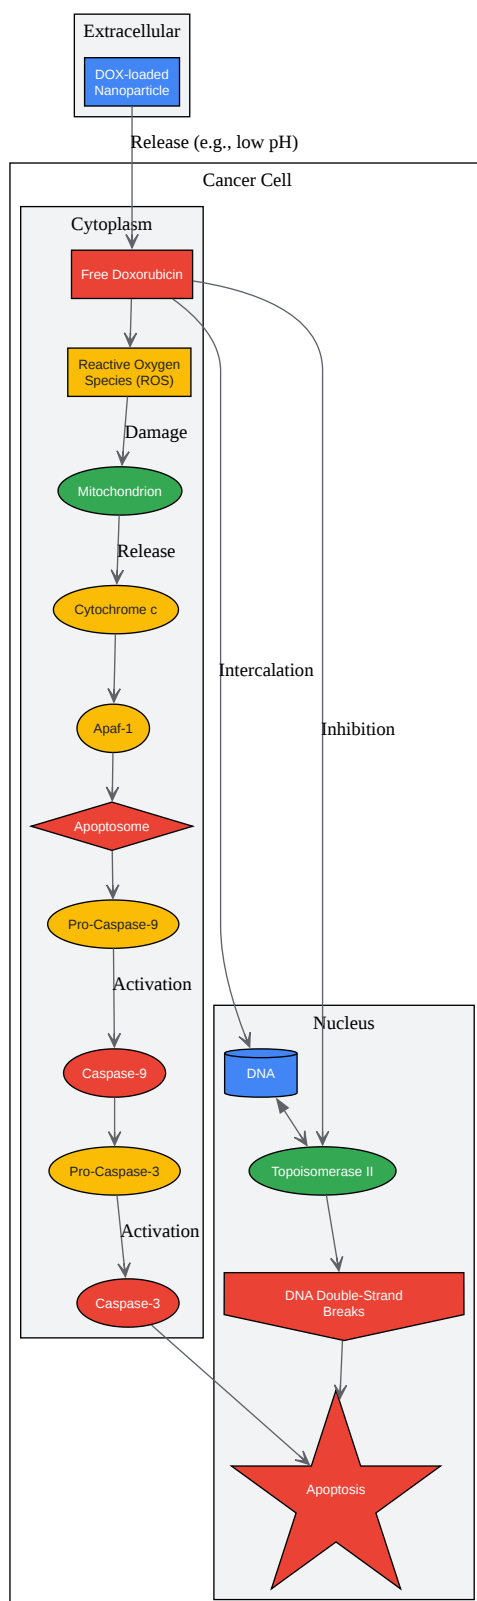 Extracellular
DOX-loaded
Nanoparticle
Release (e.g., low pH)
Cancer Cell
Cytoplasm
Free Doxorubicin
Reactive Oxygen
Species (ROS)
Damage
Mitochondrion
Release
Cytochrome c
Intercalation
Apaf-1
Inhibition
Apoptosome
Pro-Caspase-9
Activation
Nucleus
Caspase-9
DNA
Pro-Caspase-3
Topoisomerase II
Activation
Caspase-3
DNA Double-Strand
Breaks
Apoptosis